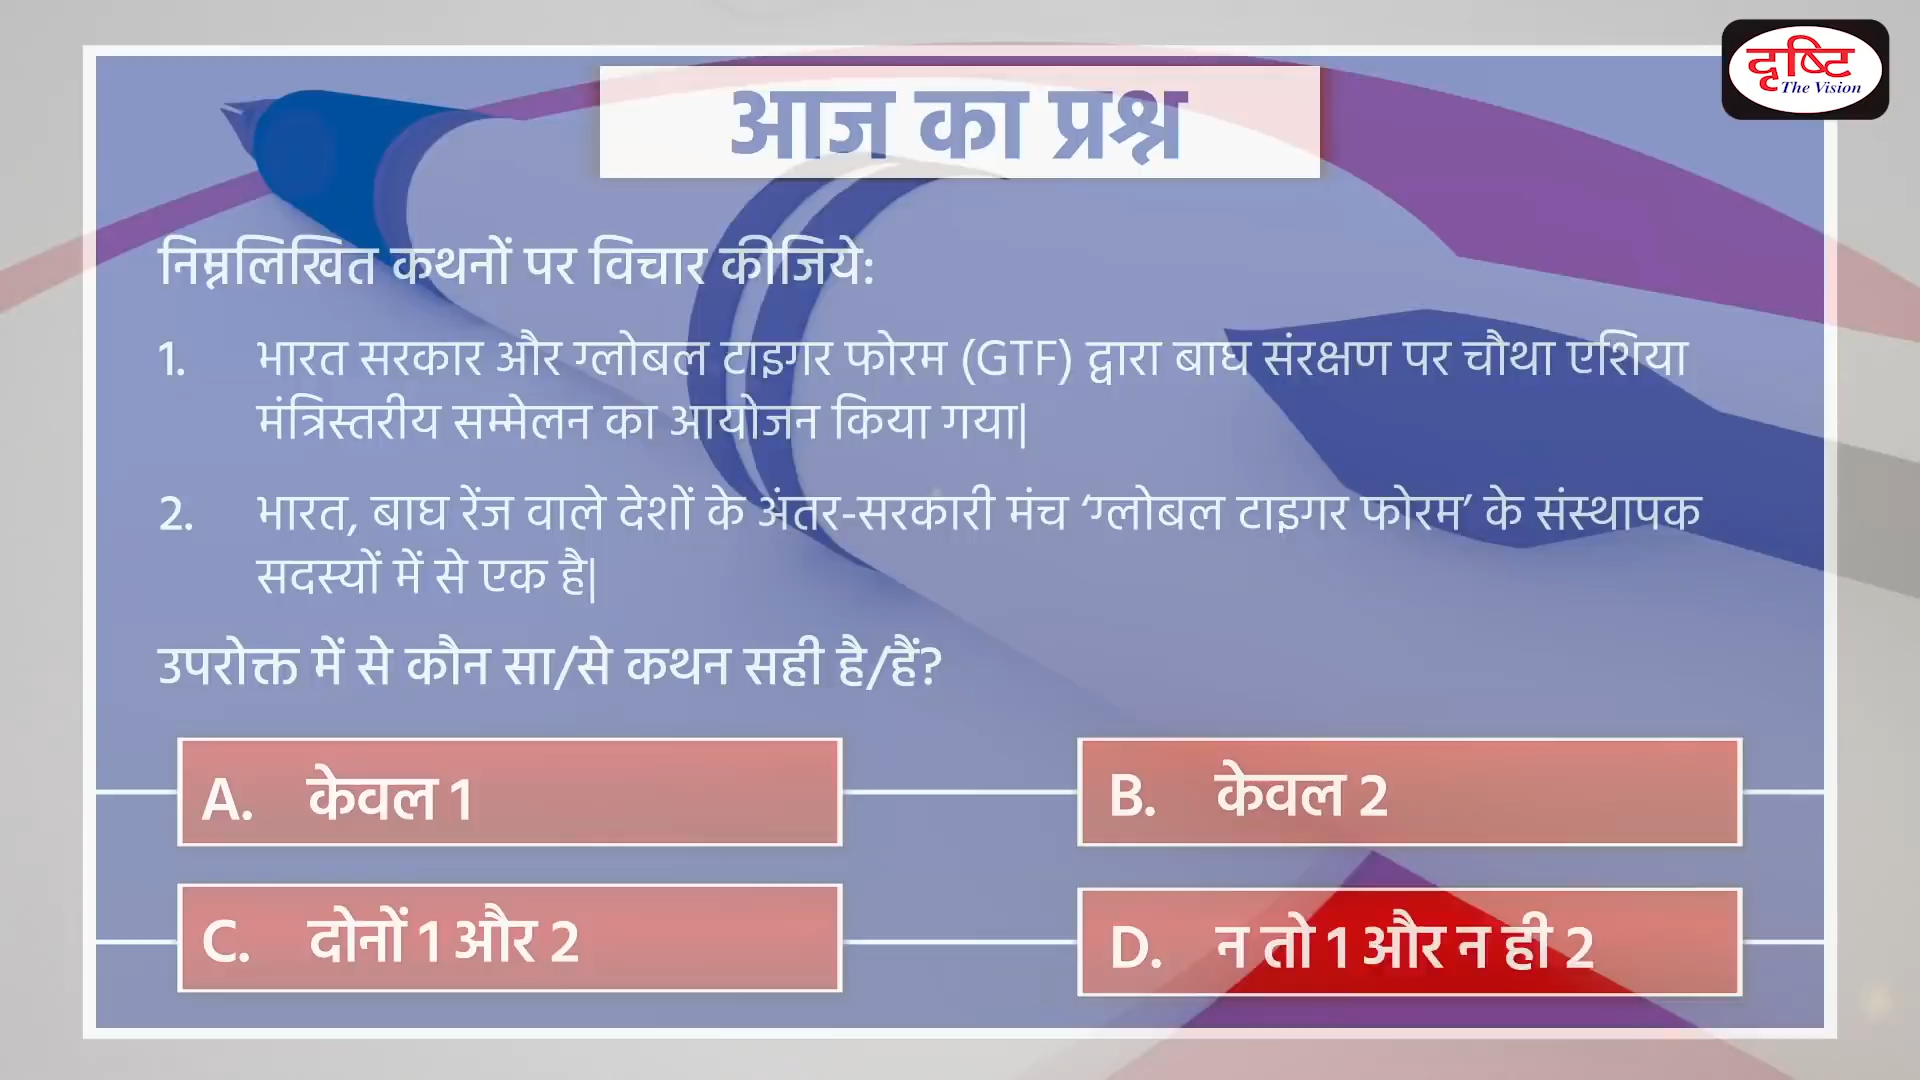 दृष्टि
The Vision
आज का प्रश्न
निम्नलिखित कथनों पर विचार कीजिये:
1. भारत सरकार और ग्लोबल टाइगर फोरम (GTF) द्वारा बाघ संरक्षण पर चौथा एशिया
मंत्रिस्तरीय सम्मेलन का आयोजन किया गया|
2. भारत, बाघ रेंज वाले देशों के अंतर-सरकारी मंच ‘ग्लोबल टाइगर फोरम’ के संस्थापक
सदस्यों में से एक है|
उपरोक्त में से कौन सा/से कथन सही है/हैं?
A. केवल 1
B. केवल 2
C. दोनों 1 और 2
D. न तो 1 और न ही 2